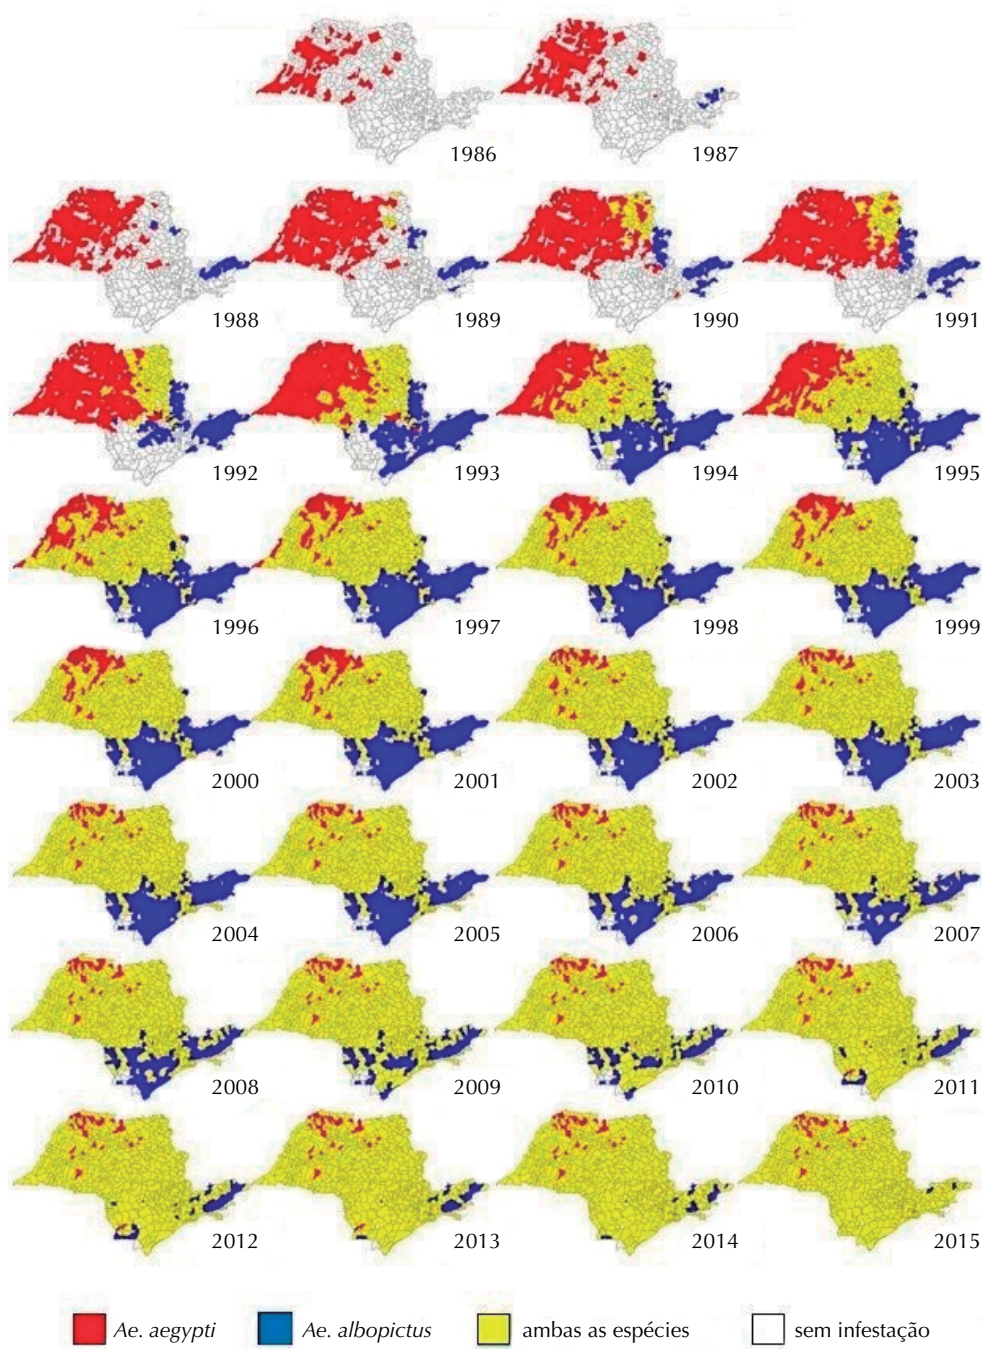 1986 1987
1988 1989 1990 1991
1992 1993 1994 1995
1996 1997 1998 1999
2000 2001 2002 2003
2004 2005 2006 2007
2008 2009 2010 2011
2012 2013 2014 2015
Ae. aegypti Ae. albopictus ambas as espécies sem infestação